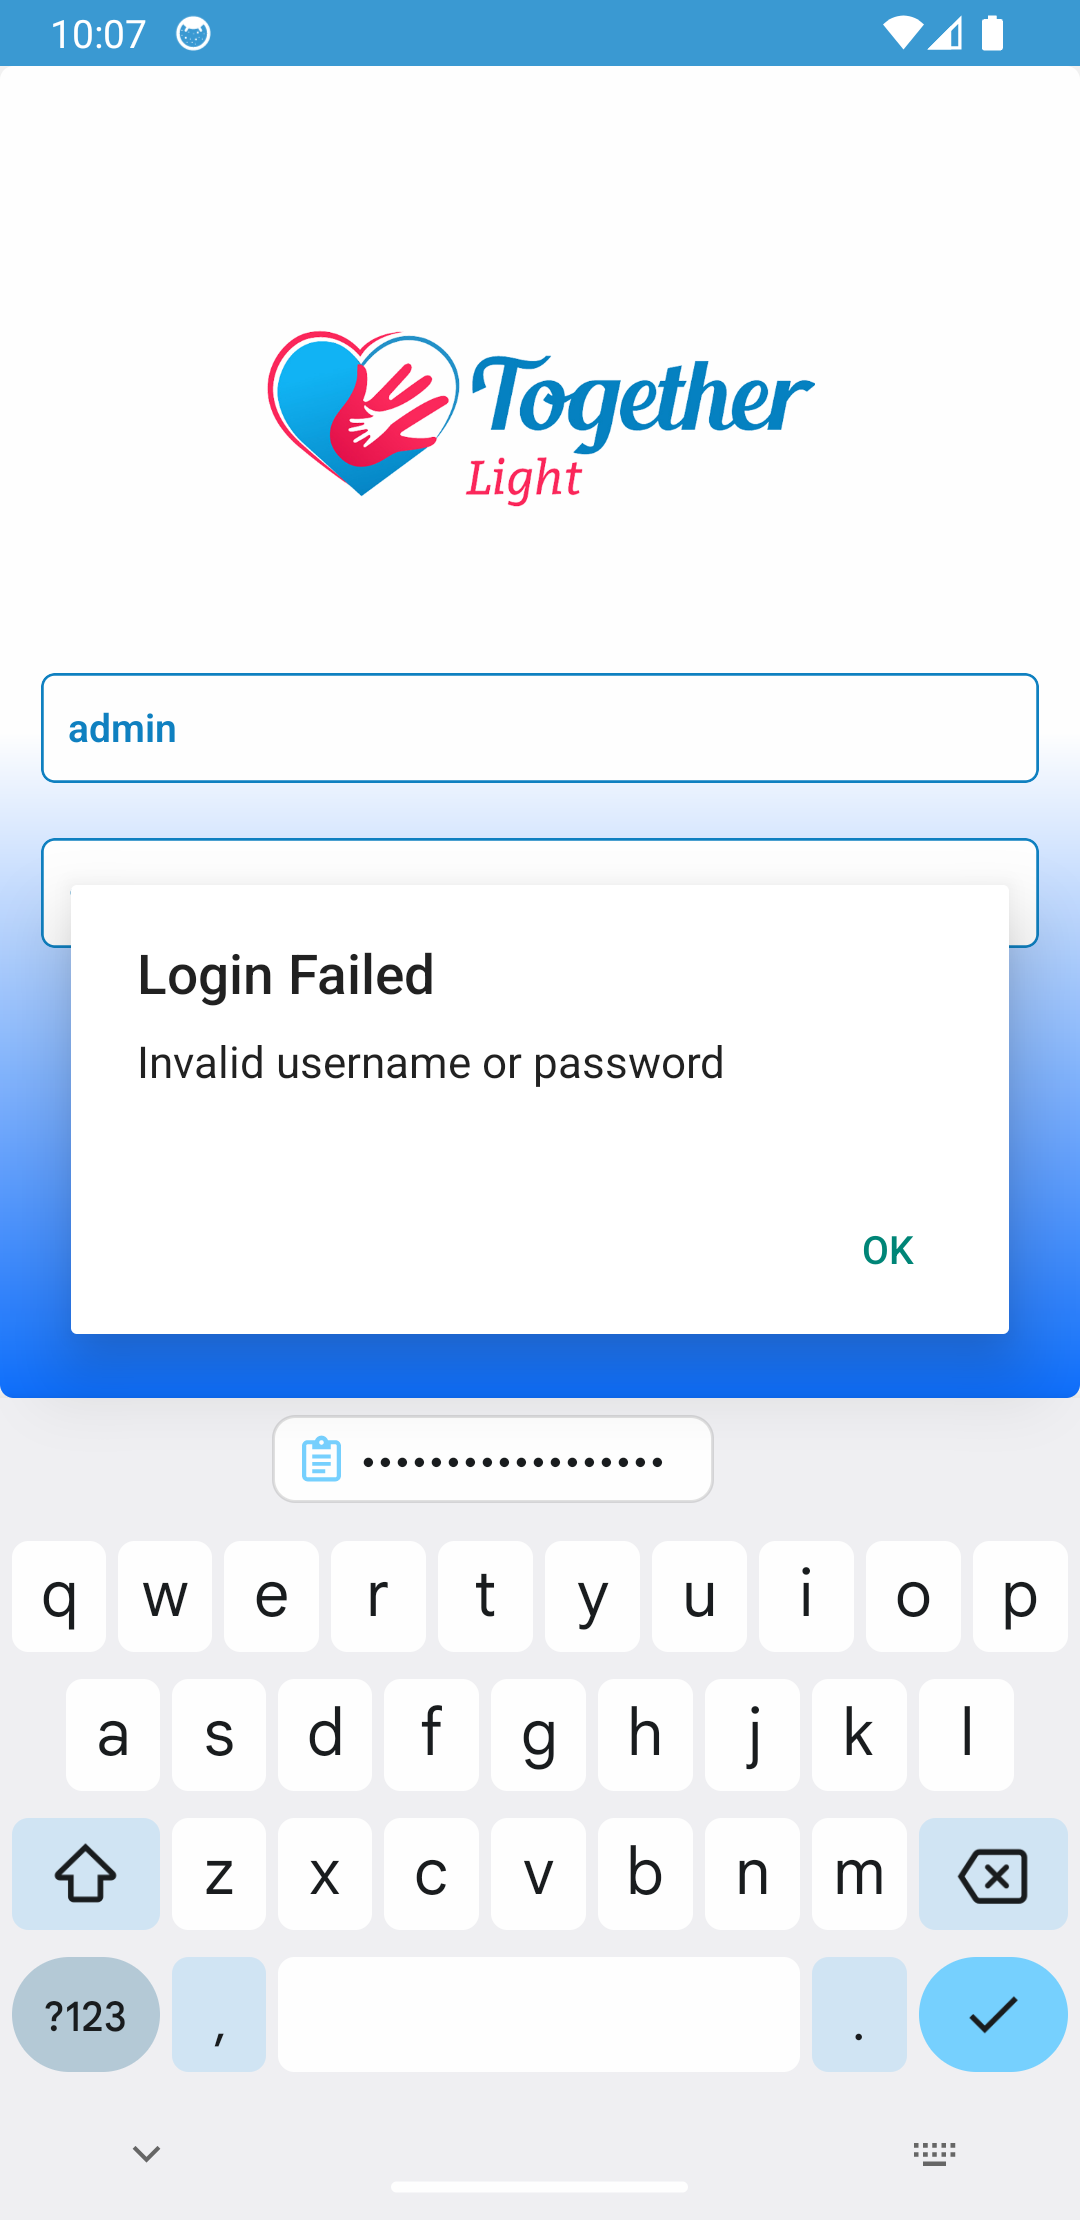 10:07
Together
Light
admin
Login Failed
Invalid username or password
OK
••••••••••••••••••
q w e r t y u i o p
a s d f g h j k l
z x c v b n m
?123 , .